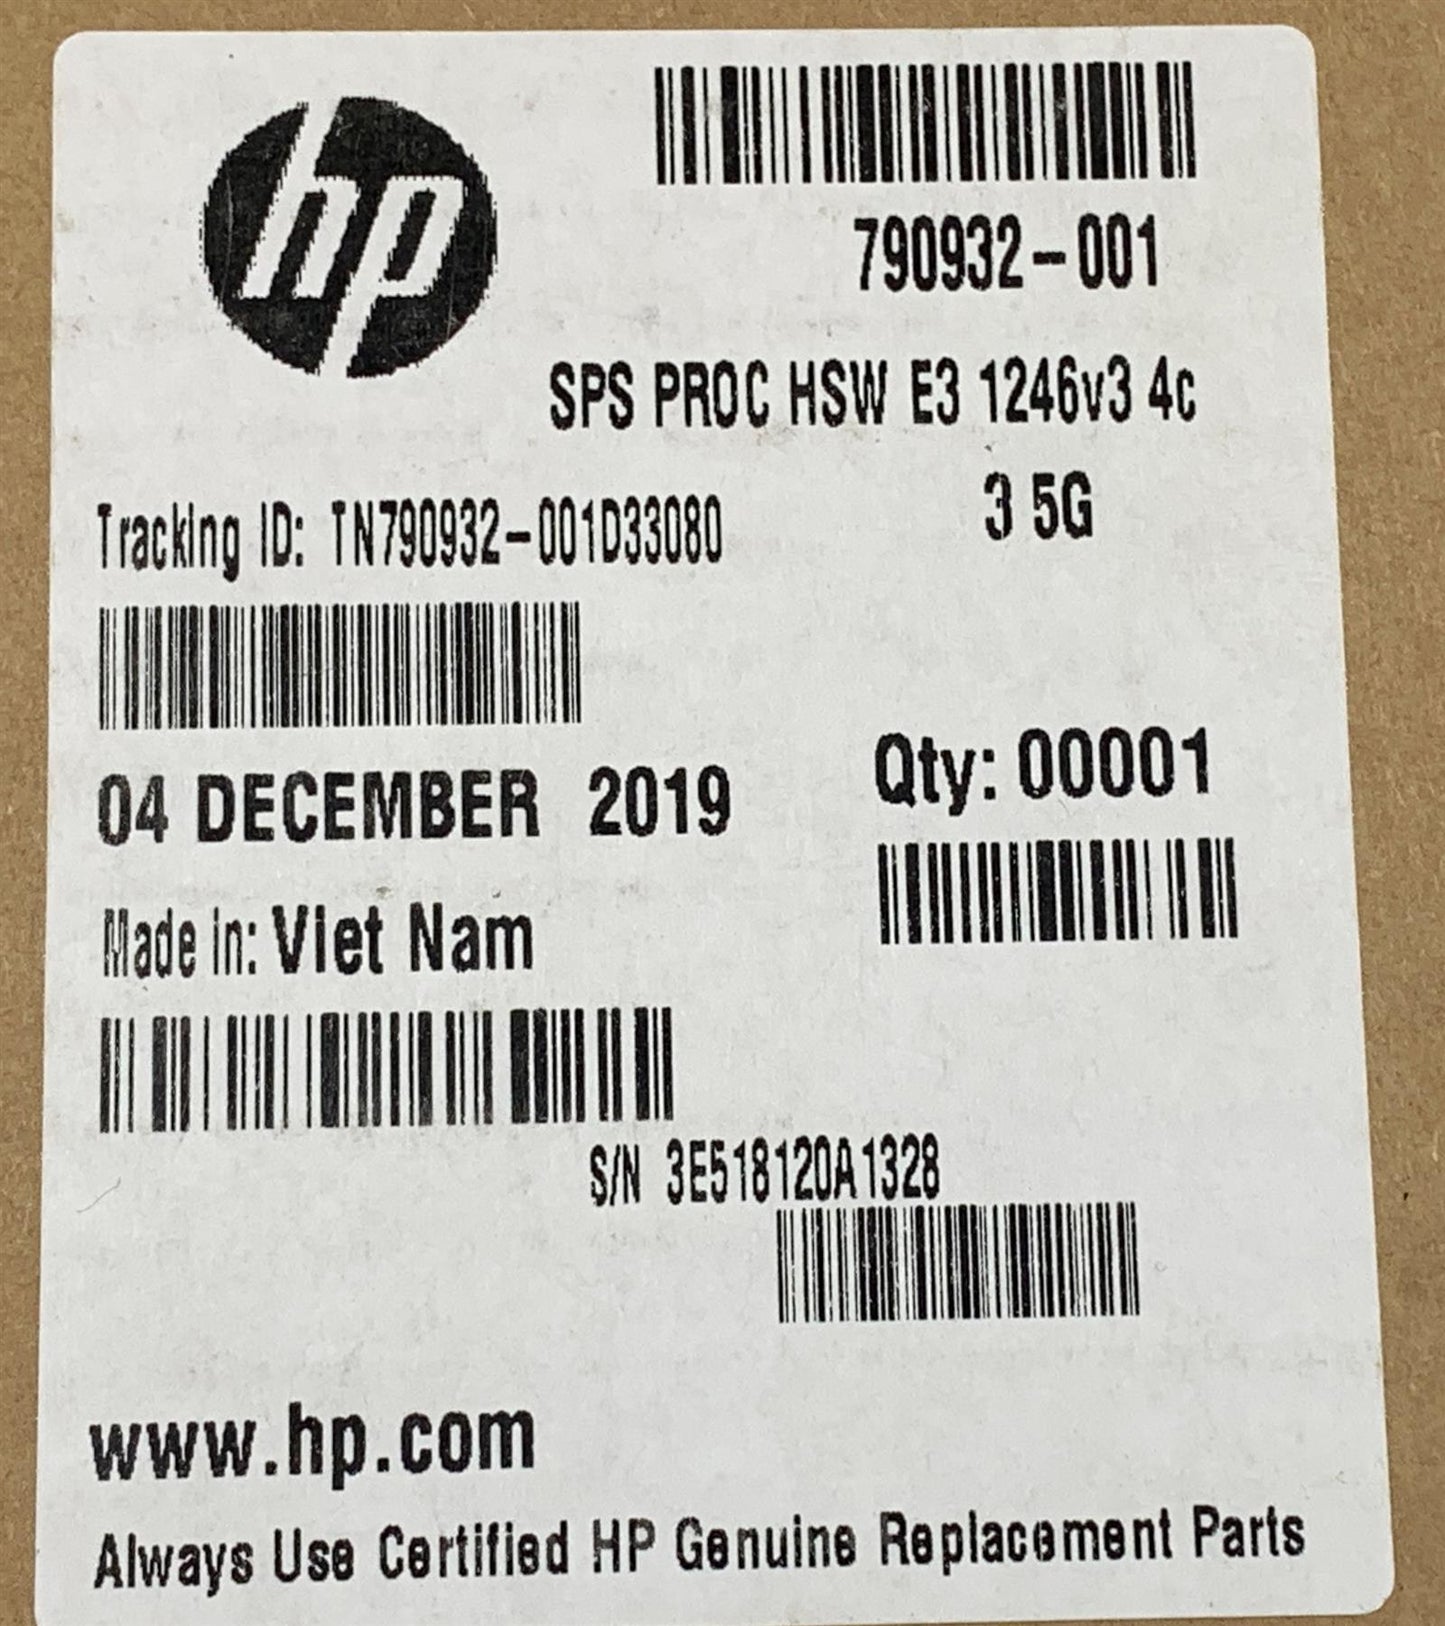 hp
790932-001
SPS PROC HSW E3 1246v3 4c
3 5G
Tracking ID: TN790932-001D33080
04 DECEMBER 2019
Qty: 00001
Made in: Viet Nam
S/N 3E518120A1328
www.hp.com
Always Use Certified HP Genuine Replacement Parts